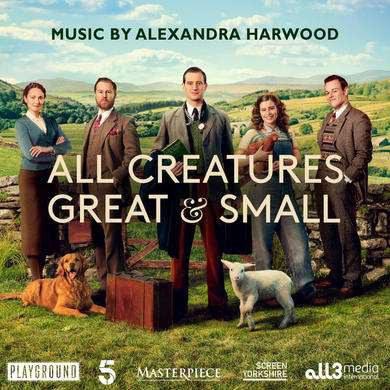 MUSIC BY ALEXANDRA HARWOOD
ALL CREATURES
GREAT & SMALL
PLAYGROUND
5
MASTERPIECE
SCREEN
YORKSHIRE
all3media
international